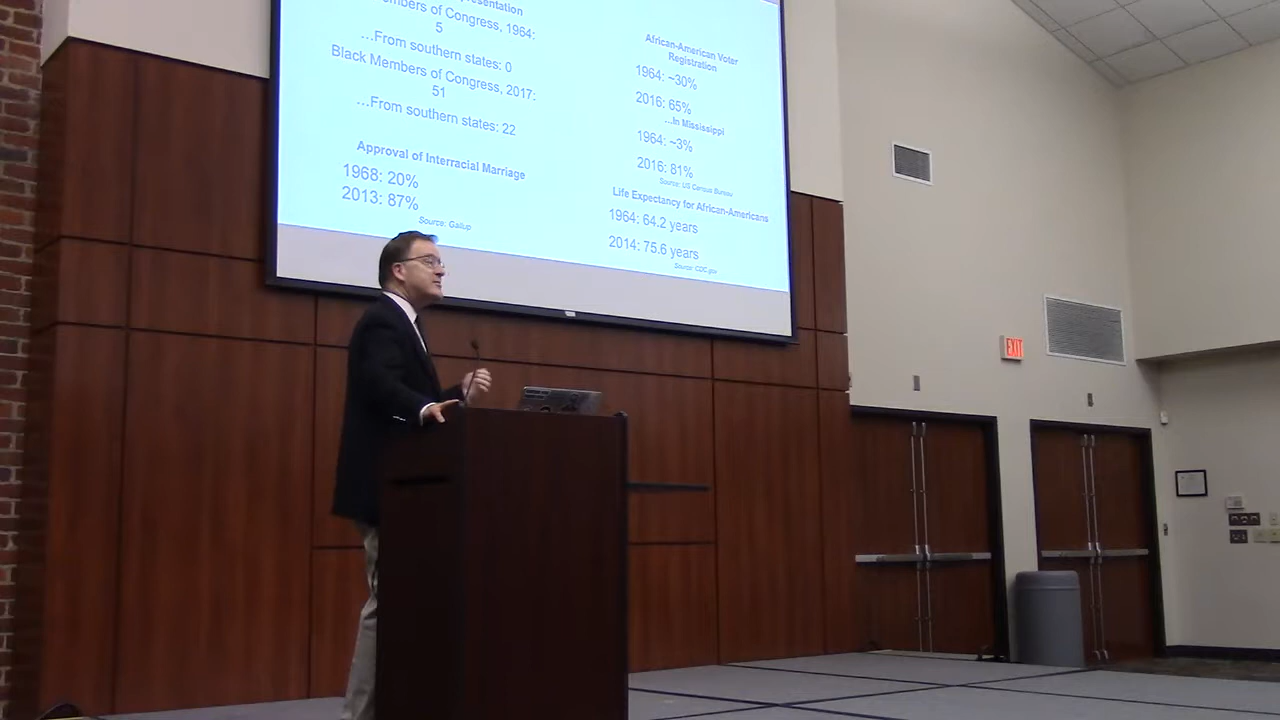 Members of Congress, 1964:
5
...From southern states: 0
Black Members of Congress, 2017:
51
...From southern states: 22
Approval of Interracial Marriage
1968: 20%
2013: 87%
Source: Gallup
African-American Voter
Registration
1964: ~30%
2016: 65%
...In Mississippi
1964: ~3%
2016: 81%
Source: US Census Bureau
Life Expectancy for African-Americans
1964: 64.2 years
2014: 75.6 years
Source: CDC.gov
EXIT